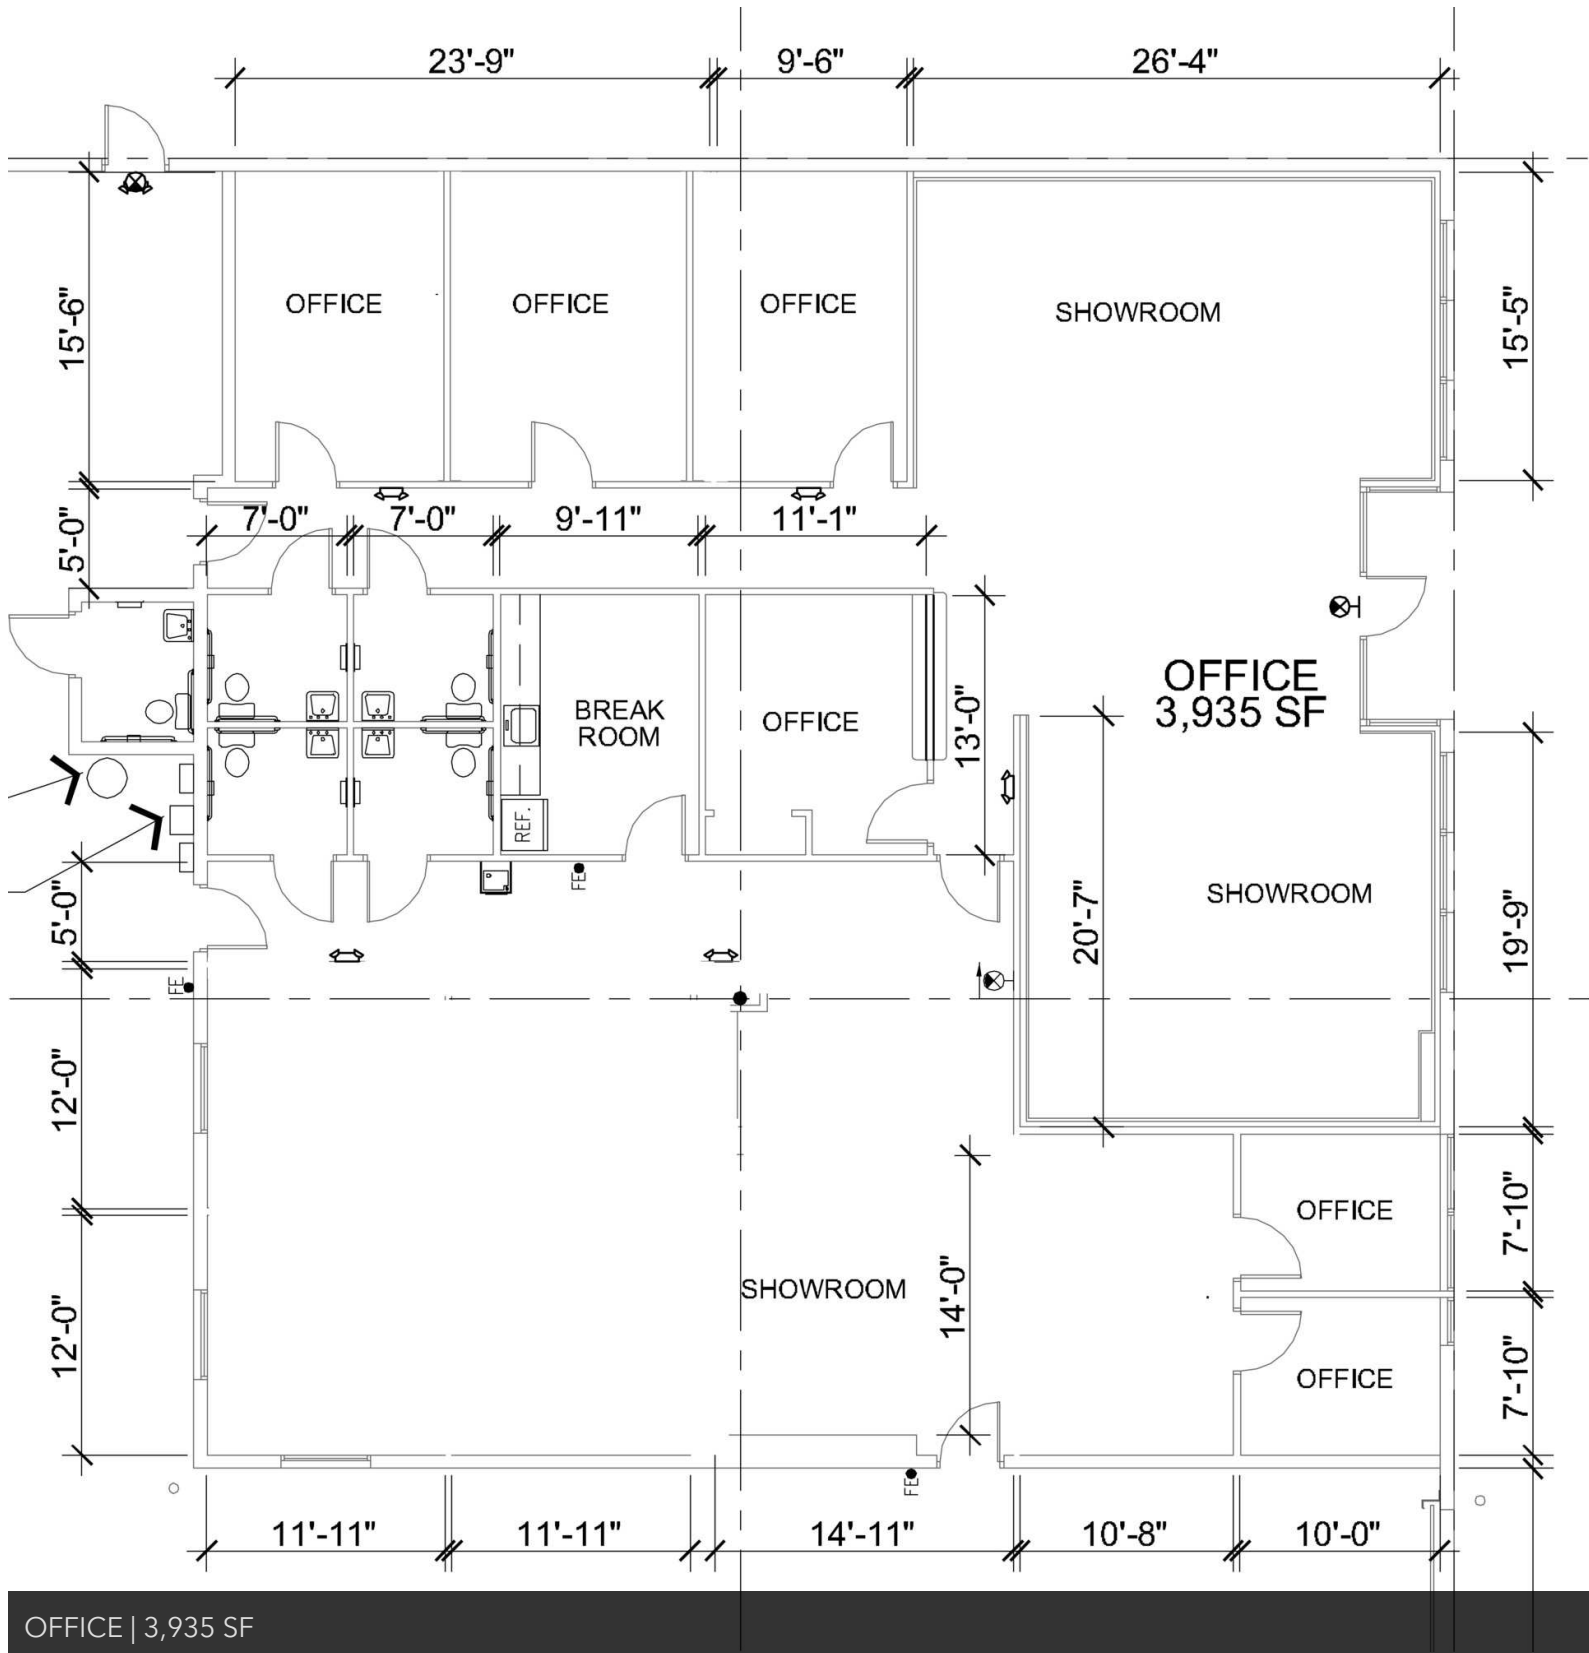 23'-9" 9'-6" 26'-4"
15'-6"
OFFICE OFFICE OFFICE SHOWROOM
15'-5"
5'-0"
7'-0" 7'-0" 9'-11" 11'-1"
BREAK
ROOM
OFFICE
13'-0"
OFFICE
3,935 SF
REF.
FE
5'-0"
20'-7"
SHOWROOM
19'-9"
FE
12'-0"
OFFICE
7'-10"
SHOWROOM
14'-0"
12'-0"
OFFICE
7'-10"
FE
11'-11" 11'-11" 14'-11" 10'-8" 10'-0"
OFFICE | 3,935 SF